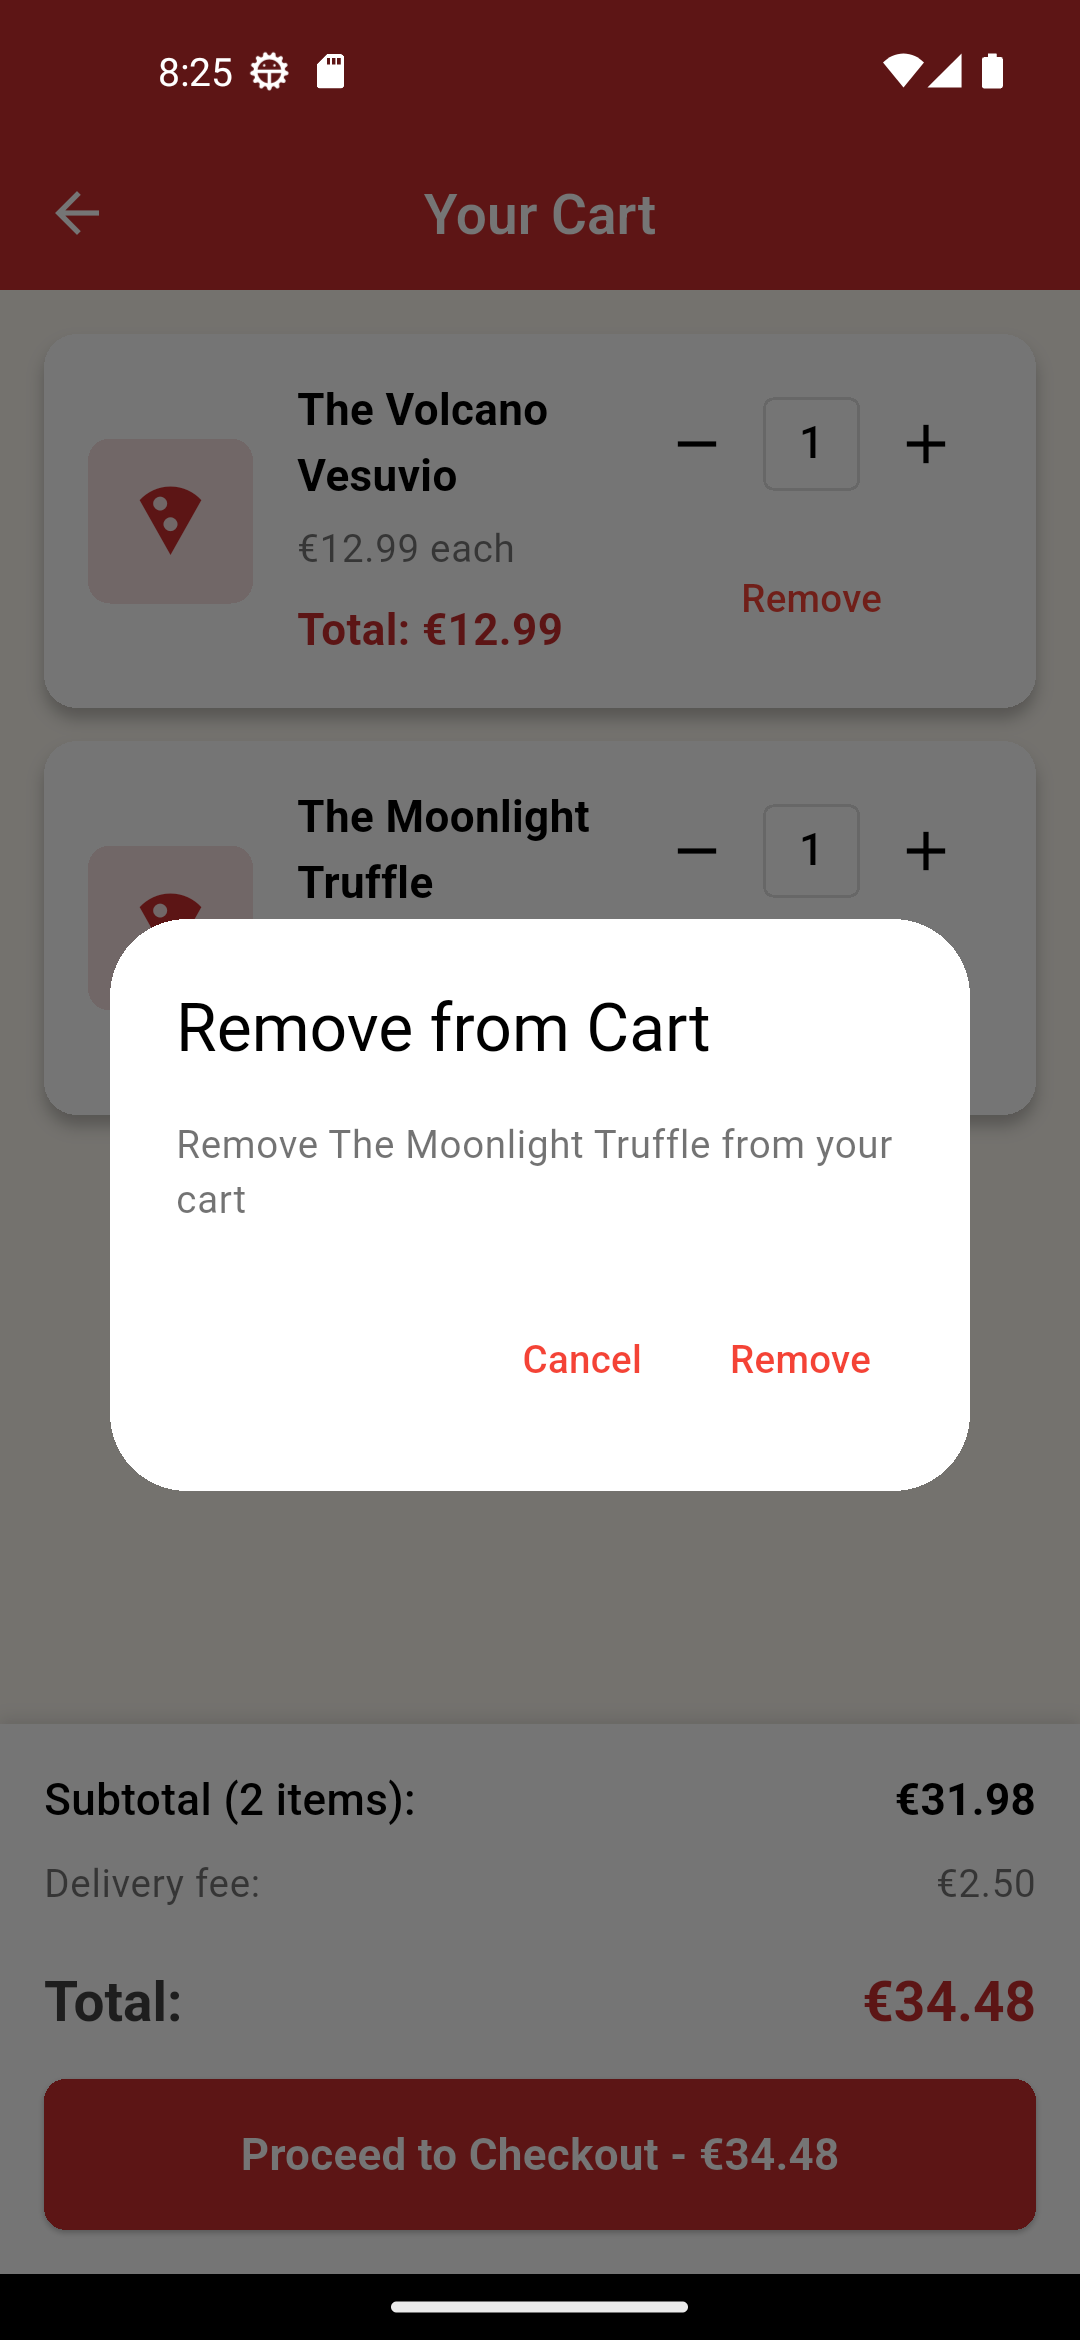 8:25
Your Cart
The Volcano
Vesuvio
1
€12.99 each
Total: €12.99
Remove
The Moonlight
Truffle
1
Remove from Cart
Remove The Moonlight Truffle from your
cart
Cancel Remove
Subtotal (2 items): €31.98
Delivery fee: €2.50
Total: €34.48
Proceed to Checkout - €34.48